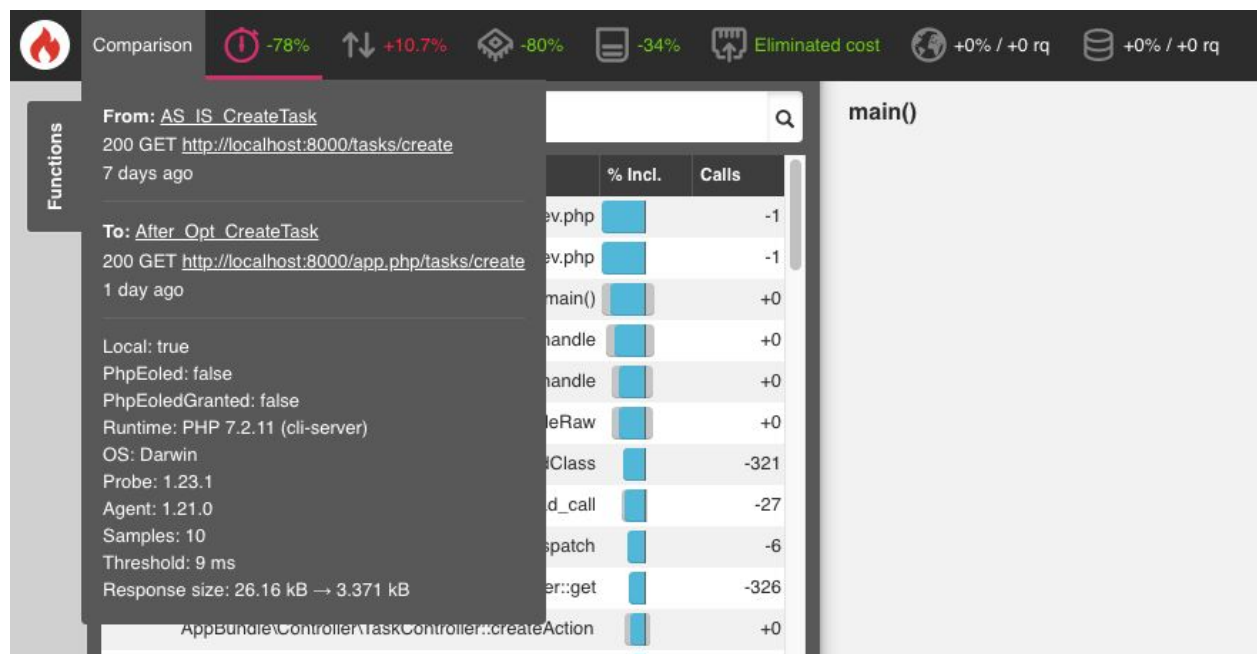 Comparison -78% +10.7% -80% -34% Eliminated cost +0% / +0 rq +0% / +0 rq
Functions
From: AS_IS_CreateTask
200 GET http://localhost:8000/tasks/create
7 days ago
To: After_Opt_CreateTask
200 GET http://localhost:8000/app.php/tasks/create
1 day ago
Local: true
PhpEoled: false
PhpEoledGranted: false
Runtime: PHP 7.2.11 (cli-server)
OS: Darwin
Probe: 1.23.1
Agent: 1.21.0
Samples: 10
Threshold: 9 ms
Response size: 26.16 kB → 3.371 kB
% Incl. Calls
ev.php -1
ev.php -1
main() +0
handle +0
handle +0
leRaw +0
dClass -321
d_call -27
spatch -6
er::get -326
AppBundle\Controller\TaskController::createAction +0
main()